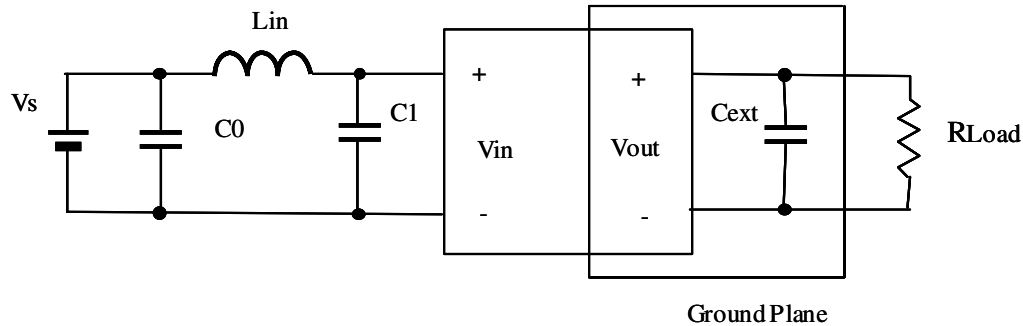 Lin
+
+
Vs
C0
C1
Cext
RLoad
Vin
Vout
-
-
Ground Plane